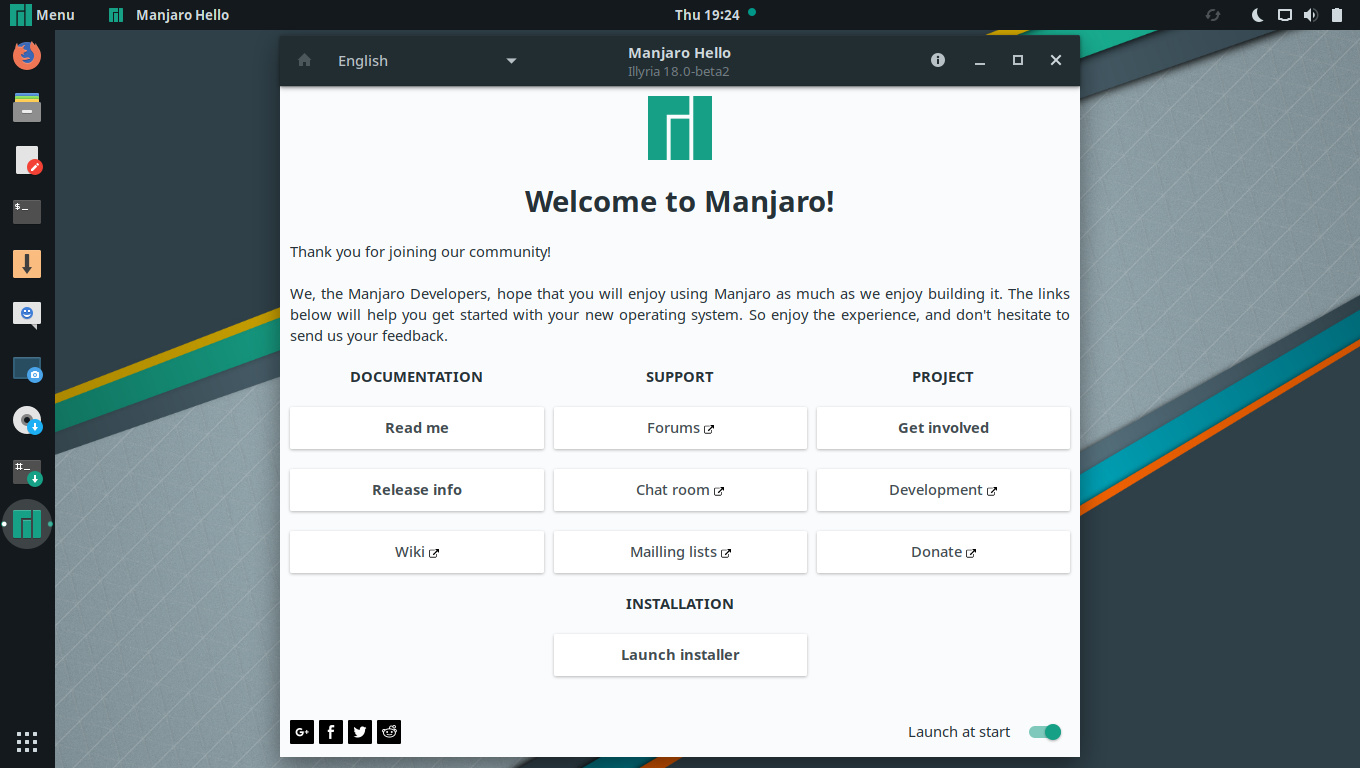 Menu Manjaro Hello Thu 19:24
English
Manjaro Hello
Illyria 18.0-beta2
Welcome to Manjaro!
Thank you for joining our community!
We, the Manjaro Developers, hope that you will enjoy using Manjaro as much as we enjoy building it. The links
below will help you get started with your new operating system. So enjoy the experience, and don't hesitate to
send us your feedback.
DOCUMENTATION SUPPORT PROJECT
Read me Forums Get involved
Release info Chat room Development
Wiki Mailling lists Donate
INSTALLATION
Launch installer
G+ f Launch at start